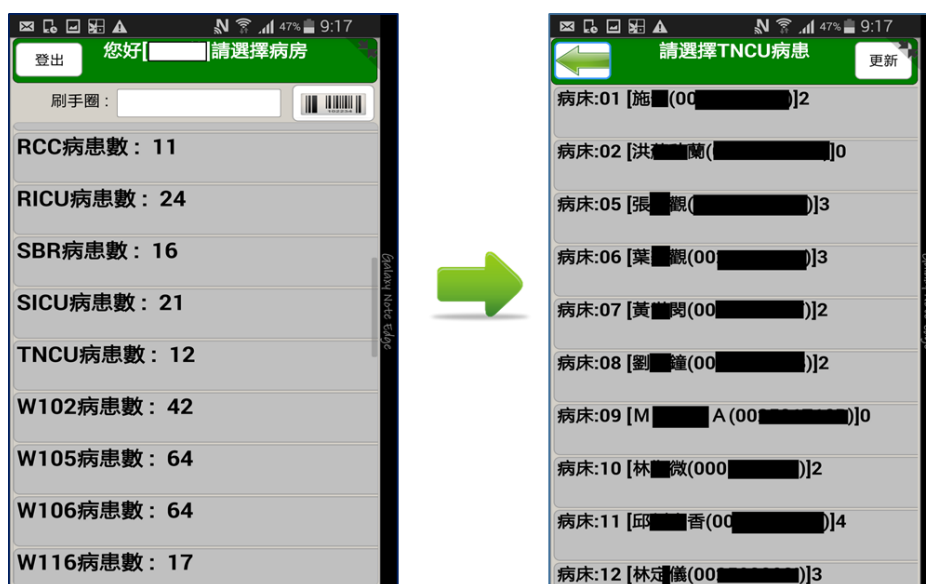 47% 9:17
登出 您好[ ]請選擇病房
刷手圈 :
RCC病患數 : 11
RICU病患數 : 24
SBR病患數 : 16
SICU病患數 : 21
TNCU病患數 : 12
W102病患數 : 42
W105病患數 : 64
W106病患數 : 64
W116病患數 : 17
Galaxy Note Edge
47% 9:17
請選擇TNCU病患 更新
病床:01 [施 (00 )]2
病床:02 [洪 蘭( )]0
病床:05 [張 觀( )]3
病床:06 [葉 觀(00 )]3
病床:07 [黃 閔(00 )]2
病床:08 [劉 鐘(00 )]2
病床:09 [M A (00 )]0
病床:10 [林 微(000 )]2
病床:11 [邱 香(00 )]4
病床:12 [林 儀(00 )]3